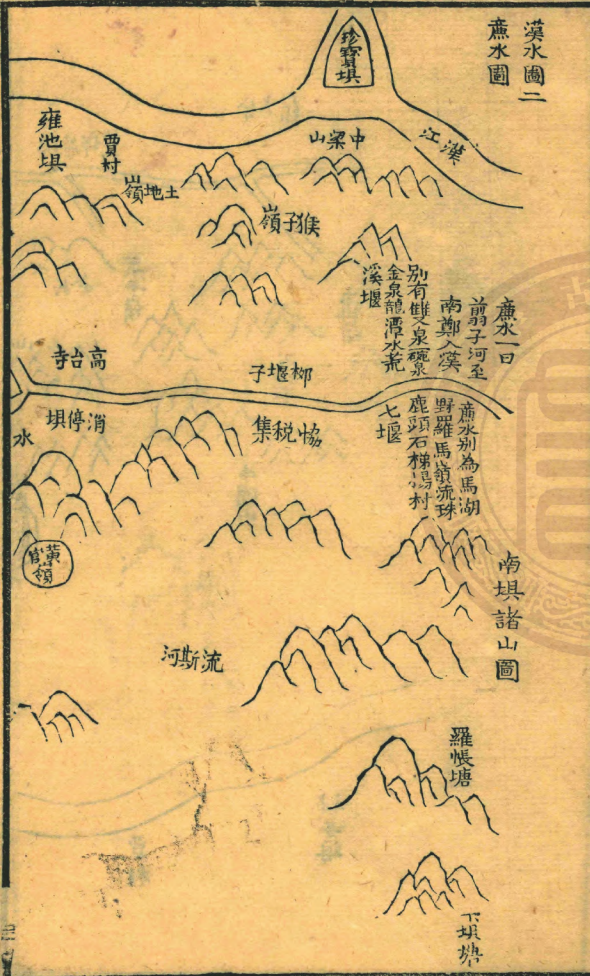 漢水圖二
廉水圖
珍寶垻
漢江
中梁山
賈村
雍池垻
土地嶺
猴子嶺
廉水一曰
翦子河至
南鄭入漢
別有雙泉一碗泉
金泉龍潭水荒
溪堰
高台寺
柳堰子
廉水別為馬湖
野羅馬嶺流珠
鹿頭石梯湯村
七堰
協稅集
消停垻
水
黃官嶺
南垻諸山圖
流斯河
羅帳塘
下垻塘